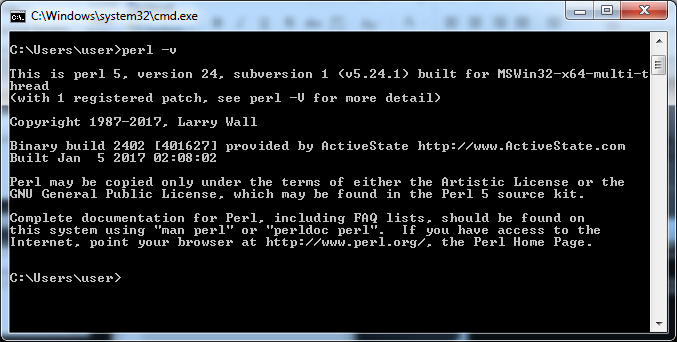 C:\Windows\system32\cmd.exe
C:\Users\user>perl -v
This is perl 5, version 24, subversion 1 (v5.24.1) built for MSWin32-x64-multi-t
hread
(with 1 registered patch, see perl -V for more detail)
Copyright 1987-2017, Larry Wall
Binary build 2402 [401627] provided by ActiveState http://www.ActiveState.com
Built Jan  5 2017 02:08:02
Perl may be copied only under the terms of either the Artistic License or the
GNU General Public License, which may be found in the Perl 5 source kit.
Complete documentation for Perl, including FAQ lists, should be found on
this system using "man perl" or "perldoc perl".  If you have access to the
Internet, point your browser at http://www.perl.org/, the Perl Home Page.
C:\Users\user>